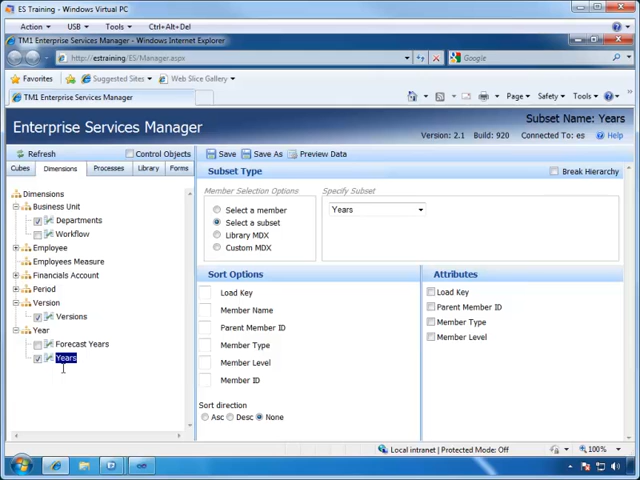 ES Training - Windows Virtual PC
Action USB Tools Ctrl+Alt+Del
TM1 Enterprise Services Manager - Windows Internet Explorer
http://estraining/ES/Manager.aspx Google
Favorites Suggested Sites Web Slice Gallery
TM1 Enterprise Services Manager Page Safety Tools
Subset Name: Years
Enterprise Services Manager
Version: 2.1 Build: 920 Connected To: es Help
Refresh Control Objects Save Save As Preview Data
Cubes Dimensions Processes Library Forms
Subset Type Break Hierarchy
Member Selection Options Specify Subset
Dimensions
Business Unit
Departments
Workflow
Employee
Employees Measure
Financials Account
Period
Version
Versions
Year
Forecast Years
Years
Select a member
Select a subset
Library MDX
Custom MDX
Years
Sort Options
Load Key
Member Name
Parent Member ID
Member Type
Member Level
Member ID
Sort direction
Asc Desc None
Attributes
Load Key
Parent Member ID
Member Type
Member Level
Local intranet | Protected Mode: Off 100%